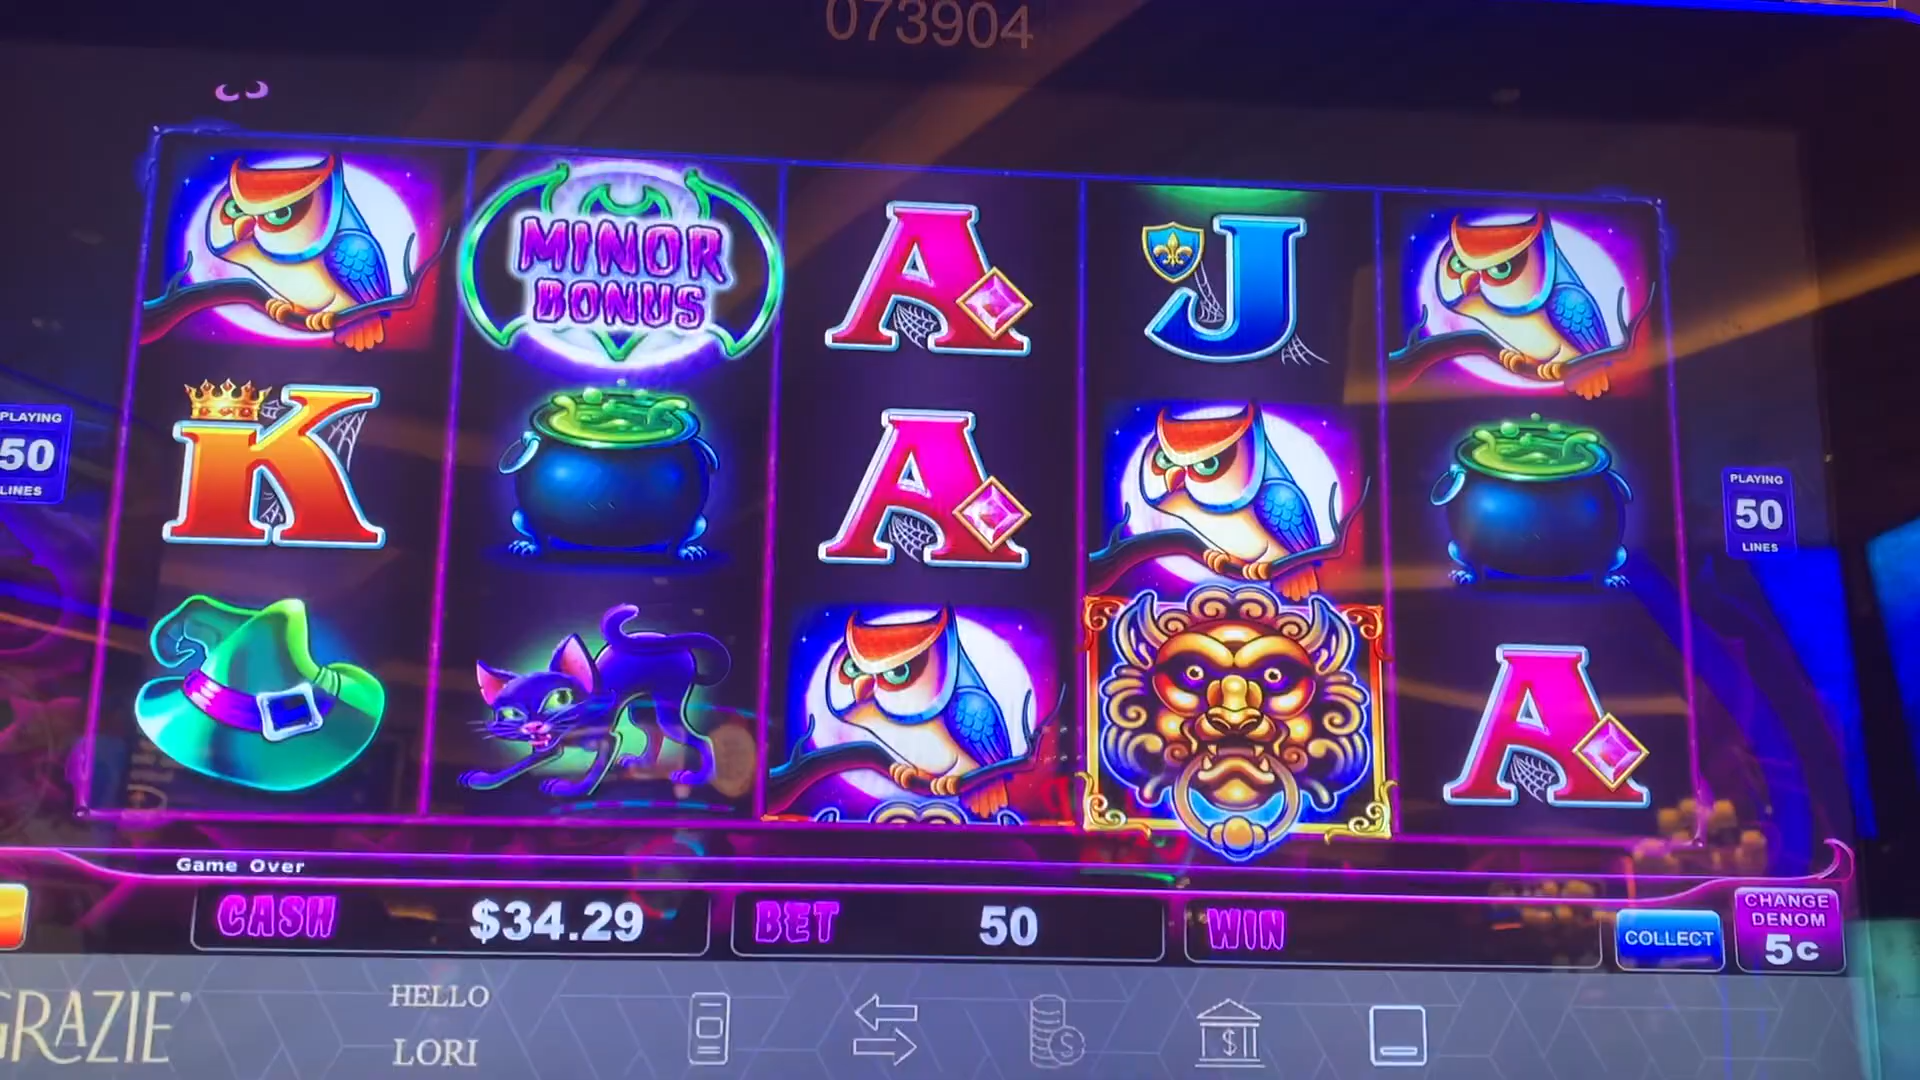 073904
MINOR
BONUS
A
J
K
A
A
PLAYING
50
LINES
PLAYING
50
LINES
Game Over
CASH $34.29
BET 50
WIN
COLLECT
CHANGE
DENOM
5c
GRAZIE
HELLO
LORI